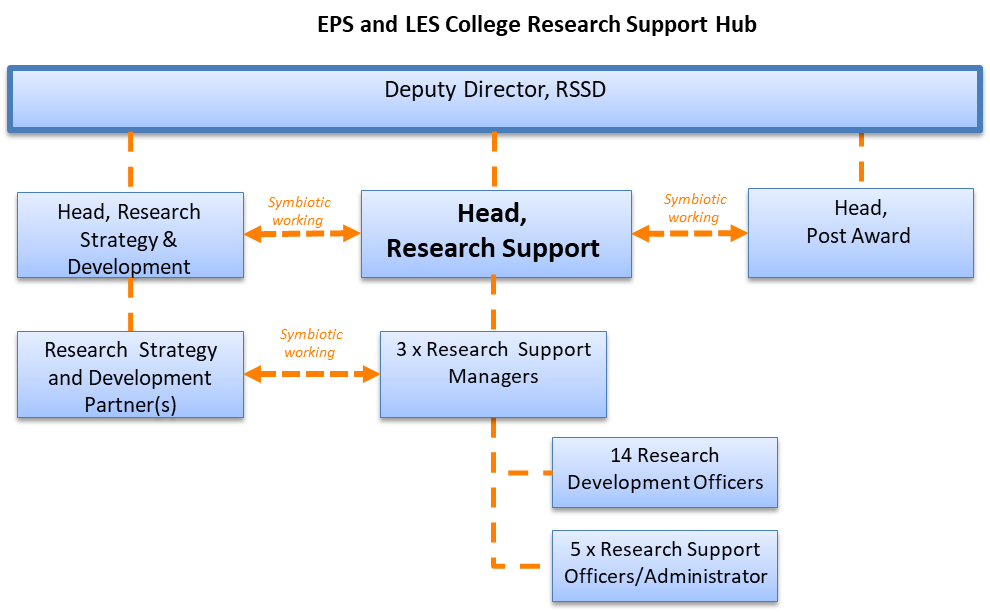 EPS and LES College Research Support Hub
Deputy Director, RSSD
Head, Research
Strategy &
Development
Symbiotic
working
Head,
Research Support
Symbiotic
working
Head,
Post Award
Research Strategy
and Development
Partner(s)
Symbiotic
working
3 x Research Support
Managers
14 Research
Development Officers
5 x Research Support
Officers/Administrator